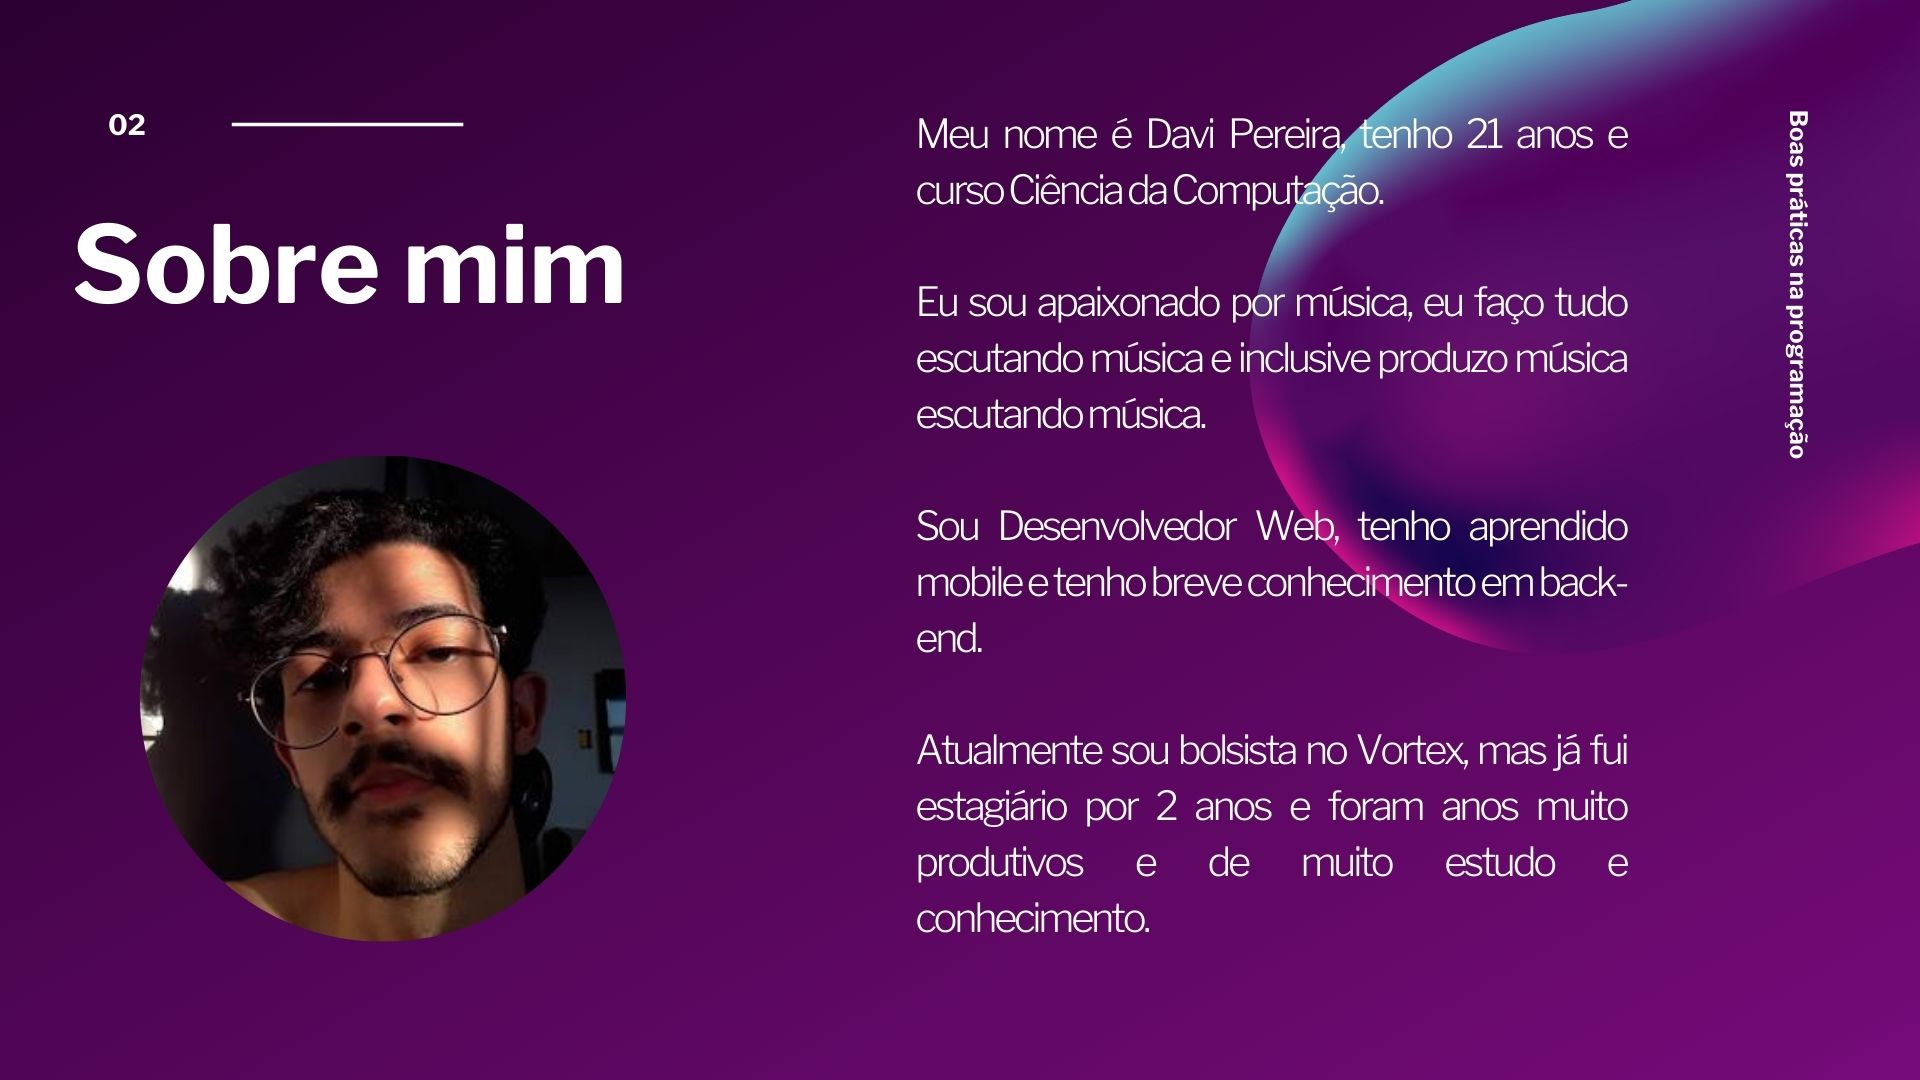 02
Sobre mim
Meu nome é Davi Pereira, tenho 21 anos e
curso Ciência da Computação.
Eu sou apaixonado por música, eu faço tudo
escutando música e inclusive produzo música
escutando música.
Sou Desenvolvedor Web, tenho aprendido
mobile e tenho breve conhecimento em back-
end.
Atualmente sou bolsista no Vortex, mas já fui
estagiário por 2 anos e foram anos muito
produtivos e de muito estudo e
conhecimento.
Boas práticas na programação